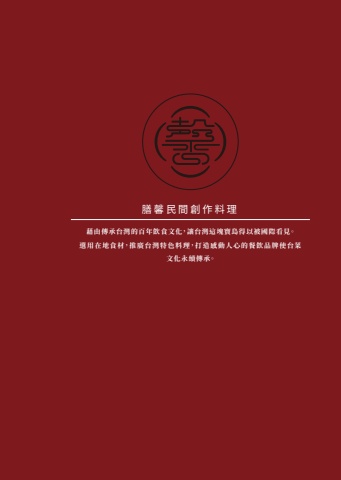 馨
膳馨民間創作料理
藉由傳承台灣的百年飲食文化，讓台灣這塊寶島得以被國際看見。
選用在地食材，推廣台灣特色料理，打造感動人心的餐飲品牌使台菜
文化永續傳承。